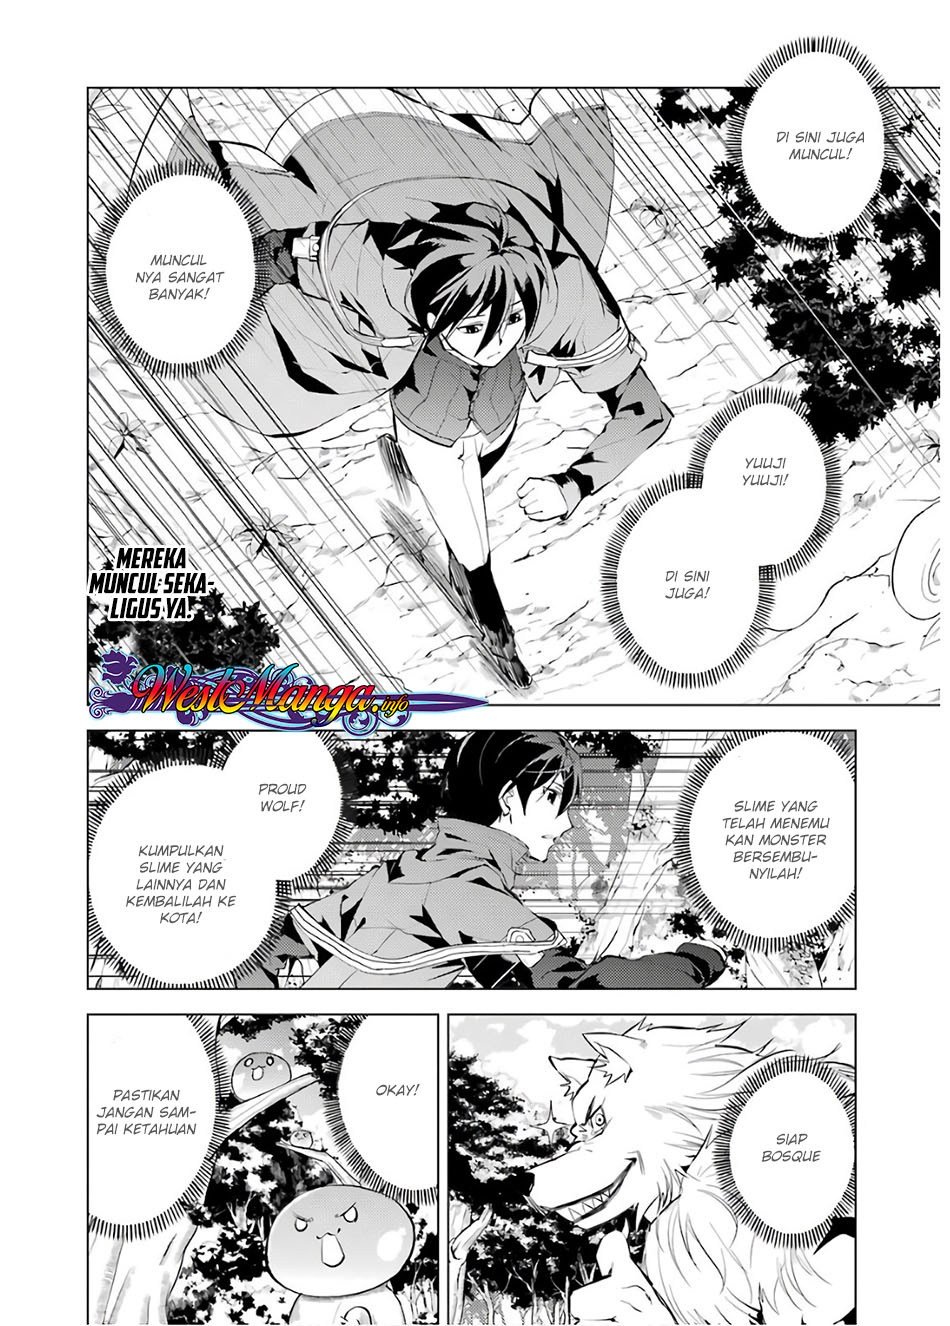 DI SINI JUGA
MUNCUL!
YUUJI
YUUJI!
DI SINI
JUGA!
MUNCUL
NYA SANGAT
BANYAK!
MEREKA
MUNCUL SEKA-
LIGUS YA.
WestManga.info
SLIME YANG
TELAH MENEMU
KAN MONSTER
BERSEMBU-
NYILAH!
PROUD
WOLF!
KUMPULKAN
SLIME YANG
LAINNYA DAN
KEMBALILAH KE
KOTA!
SIAP
BOSQUE
OKAY!
PASTIKAN
JANGAN SAM-
PAI KETAHUAN